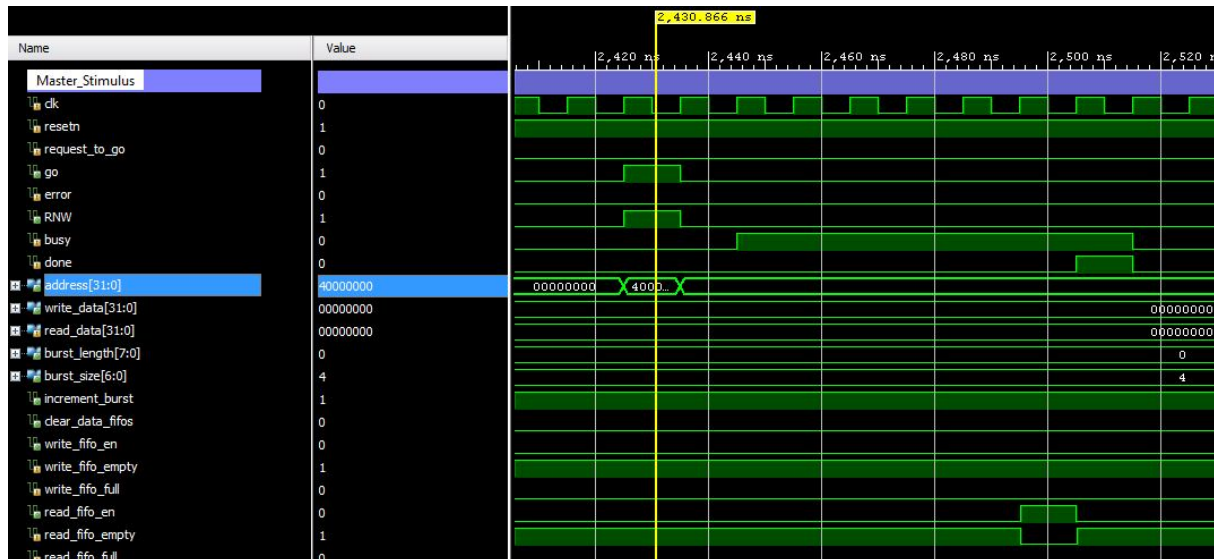 2,430.866 ns
Name Value
2,420 ns 2,440 ns 2,460 ns 2,480 ns 2,500 ns 2,520
Master_Stimulus
clk 0
resetn 1
request_to_go 0
go 1
error 0
RNW 1
busy 0
done 0
address[31:0] 40000000 00000000 4000...
write_data[31:0] 00000000 00000000
read_data[31:0] 00000000 00000000
burst_length[7:0] 0 0
burst_size[6:0] 4 4
increment_burst 1
clear_data_fifos 0
write_fifo_en 0
write_fifo_empty 1
write_fifo_full 0
read_fifo_en 0
read_fifo_empty 1
read_fifo_full 0